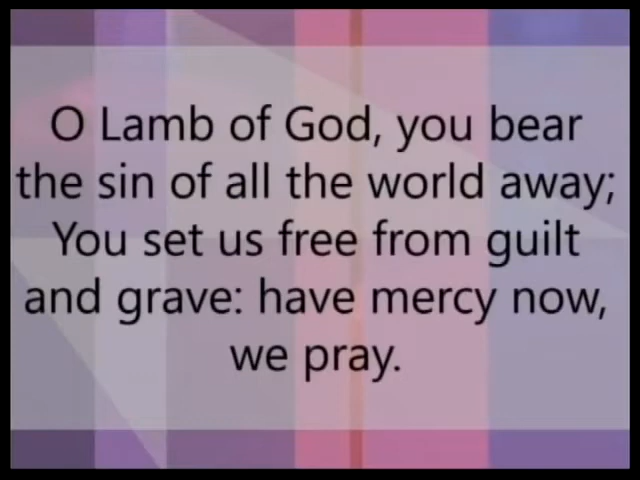 O Lamb of God, you bear
the sin of all the world away;
You set us free from guilt
and grave: have mercy now,
we pray.